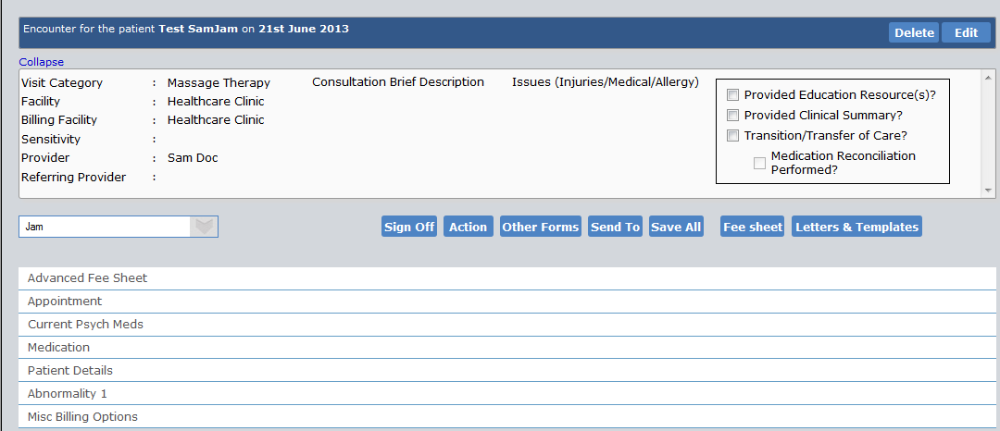 Encounter for the patient Test SamJam on 21st June 2013
Delete Edit
Collapse
Visit Category : Massage Therapy Consultation Brief Description Issues (Injuries/Medical/Allergy)
Facility : Healthcare Clinic
Billing Facility : Healthcare Clinic
Sensitivity :
Provider : Sam Doc
Referring Provider :
Provided Education Resource(s)?
Provided Clinical Summary?
Transition/Transfer of Care?
Medication Reconciliation
Performed?
Jam Sign Off Action Other Forms Send To Save All Fee sheet Letters & Templates
Advanced Fee Sheet
Appointment
Current Psych Meds
Medication
Patient Details
Abnormality 1
Misc Billing Options